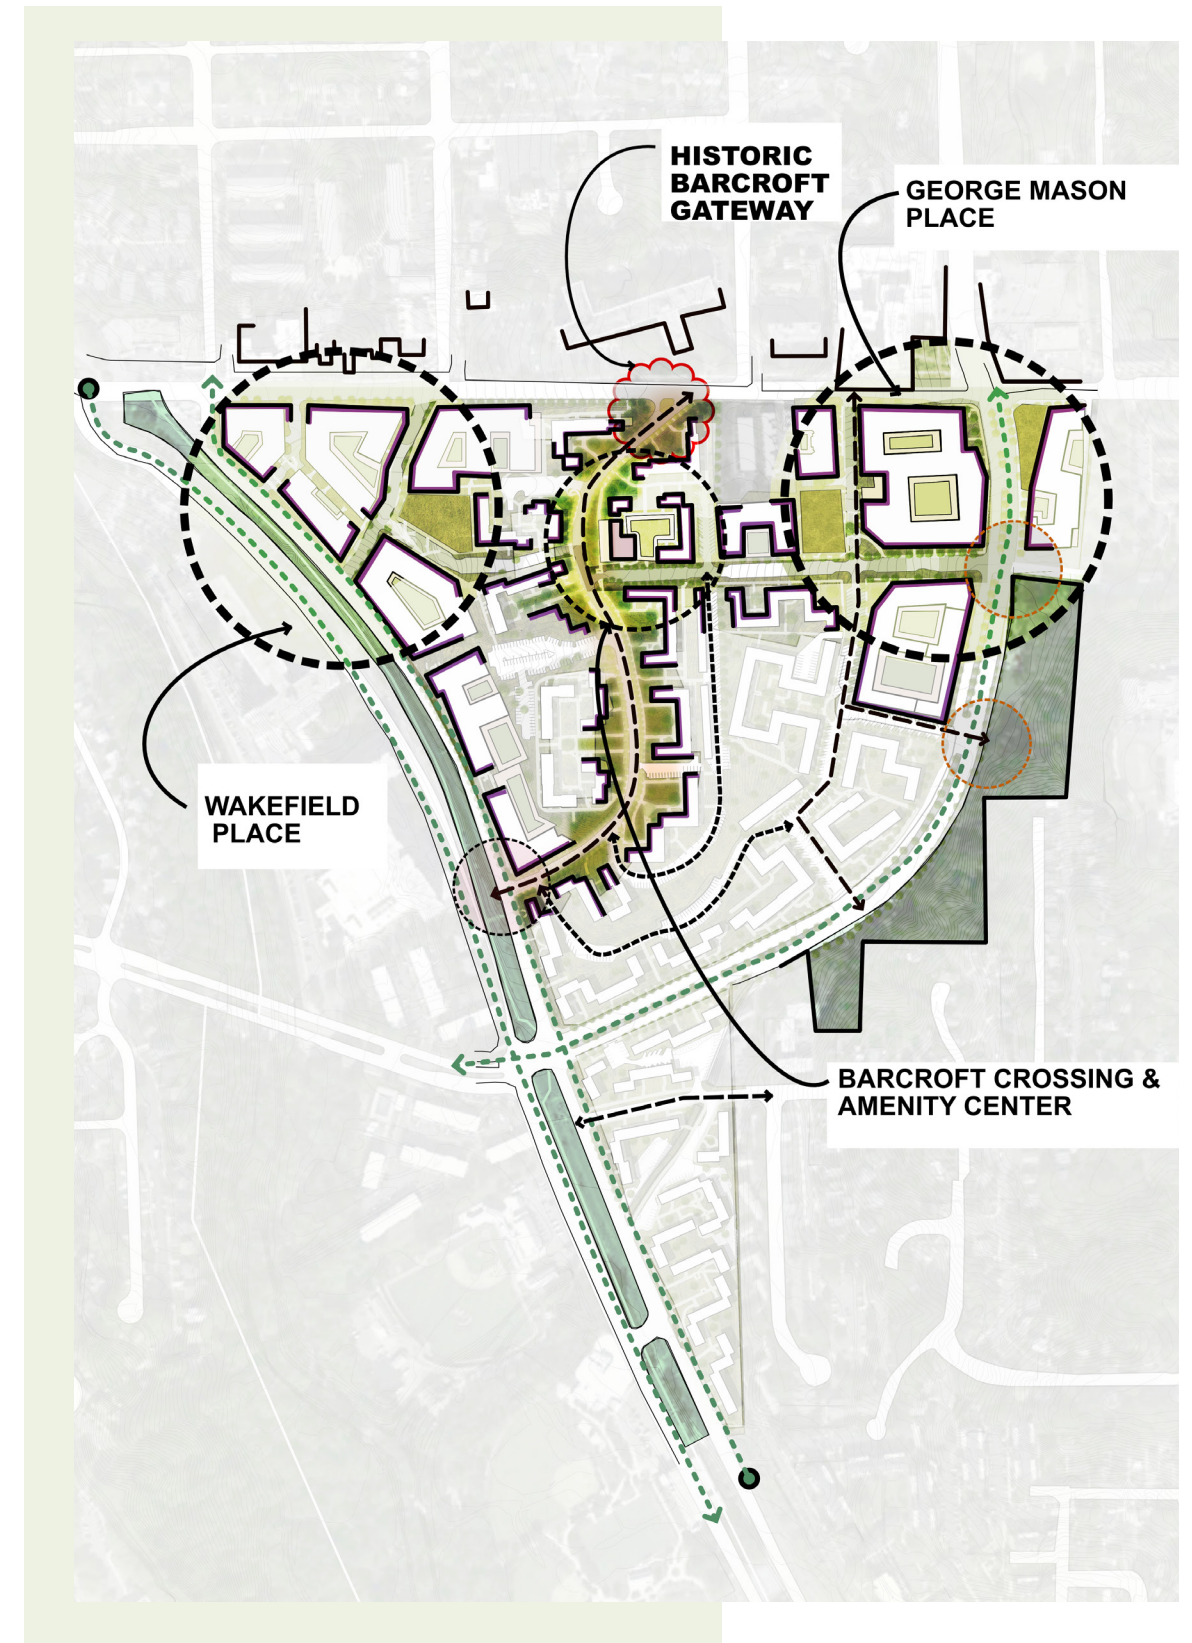 HISTORIC
BARCROFT
GATEWAY
GEORGE MASON
PLACE
WAKEFIELD
PLACE
BARCROFT CROSSING &
AMENITY CENTER